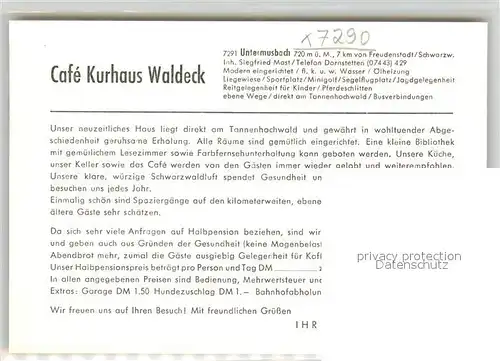 x7290
7291 Untermusbach 720 m ü. M., 7 km von Freudenstadt/Schwarzw.
Inh. Siegfried Mast/Telefon Dornstetten (07443) 429
Modern eingerichtet / fl. k. u. w. Wasser / Ölheizung
Liegewiese/Sportplatz/Minigolf/Segelflugplatz/Jagdgelegenheit
Reitgelegenheit für Kinder/Pferdeschlitten
ebene Wege/direkt am Tannenhochwald/Busverbindungen
Café Kurhaus Waldeck
Unser neuzeitliches Haus liegt direkt am Tannenhochwald und gewährt in wohltuender Abge-
schiedenheit geruhsame Erholung. Alle Räume sind gemütlich eingerichtet. Eine kleine Bibliothek
mit gemütlichem Lesezimmer sowie Farbfernsehunterhaltung kann geboten werden. Unsere Küche,
unser Keller sowie das Café werden von den Gästen immer wieder gelobt und weiterempfohlen.
Unsere klare, würzige Schwarzwaldluft spendet Gesundheit un
besuchen uns jedes Jahr.
Einmalig schön sind Spaziergänge auf den kilometerweiten, ebene
ältere Gäste sehr schätzen.
Da sich sehr viele Anfragen auf Halbpension beziehen, sind wir
und geben auch aus Gründen der Gesundheit (keine Magenbelast
Abendbrot mehr, zumal die Gäste ausgiebig Gelegenheit für Kaff
Unser Halbpensionspreis beträgt pro Person und Tag DM
In allen angegebenen Preisen sind Bedienung, Mehrwertsteuer und
Extras: Garage DM 1.50 Hundezuschlag DM 1.– Bahnhofabholun
Wir freuen uns auf Ihren Besuch! Mit freundlichen Grüßen
IHR
privacy protection
Datenschutz